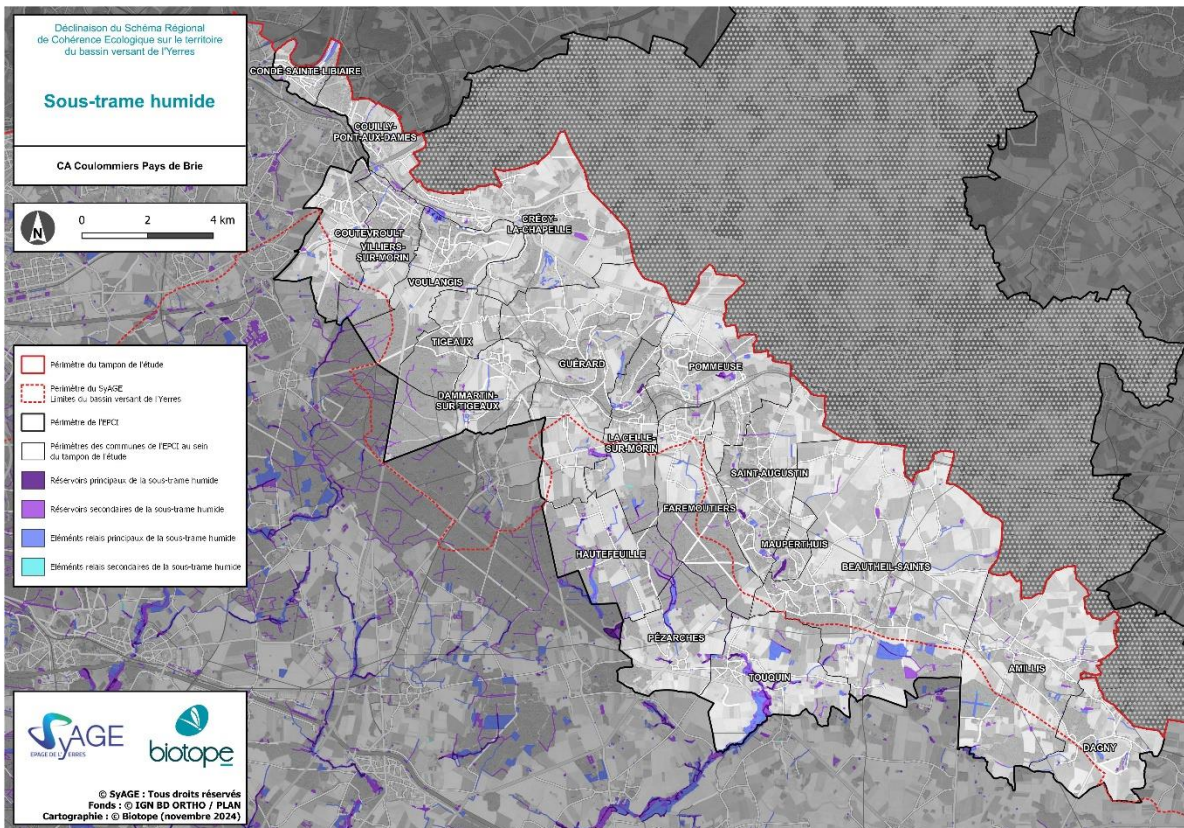 Déclinaison du Schéma Régional
de Cohérence Ecologique sur le territoire
du bassin versant de l'Yerres
Sous-trame humide
CA Coulommiers Pays de Brie
N
0 2 4 km
Périmètre du tampon de l'étude
Périmètre du SyAGE
Limites du bassin versant de l'Yerres
Périmètre de l'EPCI
Périmètres des communes de l'EPCI au sein
du tampon de l'étude
Réservoirs principaux de la sous-trame humide
Réservoirs secondaires de la sous-trame humide
Eléments relais principaux de la sous-trame humide
Eléments relais secondaires de la sous-trame humide
SyAGE
EPAGE DE L'YERRES
biotope
© SyAGE : Tous droits réservés
Fonds : © IGN BD ORTHO / PLAN
Cartographie : © Biotope (novembre 2024)
CONDÉ-SAINTE-LIBIAIRE
COUILLY-
PONT-AUX-DAMES
CRÉCY-
LA-CHAPELLE
COUTEVROULT
VILLIERS-
SUR-MORIN
VOULANGIS
TIGEAUX
GUÉRARD
POMMEUSE
DAMMARTIN-
SUR-TIGEAUX
LA CELLE-
SUR-MORIN
SAINT-AUGUSTIN
FAREMOUTIERS
HAUTEFEUILLE
MAUPERTHUIS
BEAUTHEIL-SAINTS
PÉZARCHES
TOUQUIN
AMILLIS
DAGNY